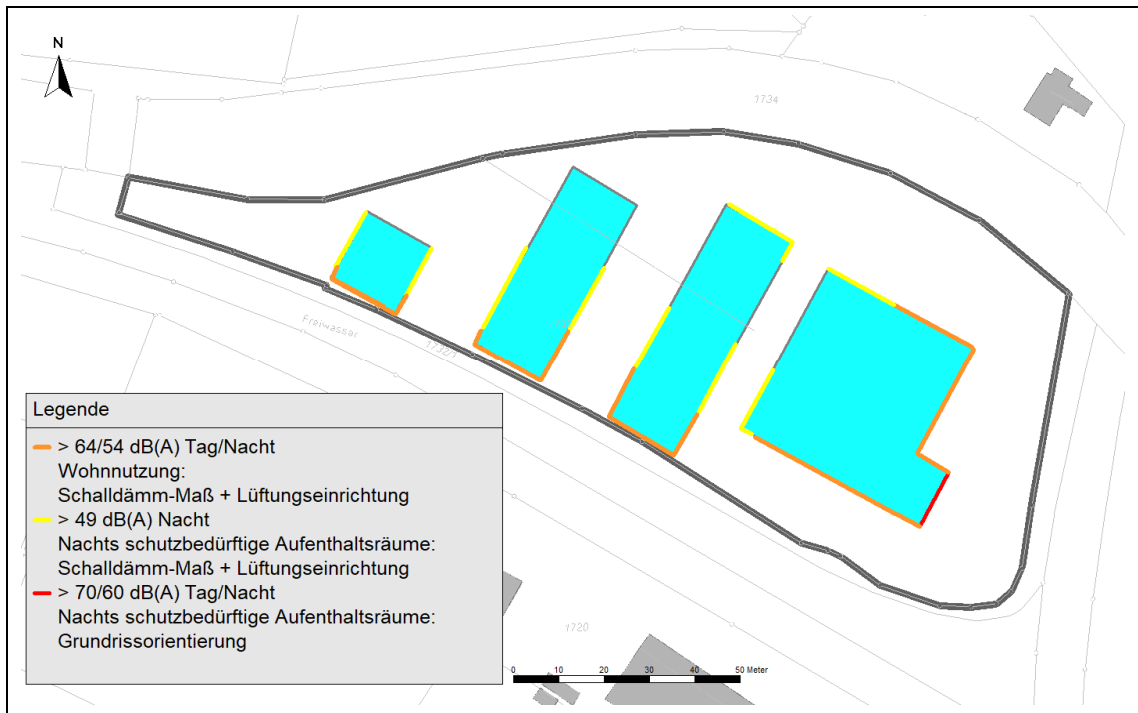 N
1734
Freiwasser
1732/1
Legende
> 64/54 dB(A) Tag/Nacht
Wohnnutzung:
Schalldämm-Maß + Lüftungseinrichtung
> 49 dB(A) Nacht
Nachts schutzbedürftige Aufenthaltsräume:
Schalldämm-Maß + Lüftungseinrichtung
> 70/60 dB(A) Tag/Nacht
Nachts schutzbedürftige Aufenthaltsräume:
Grundrissorientierung
1720
0 10 20 30 40 50 Meter